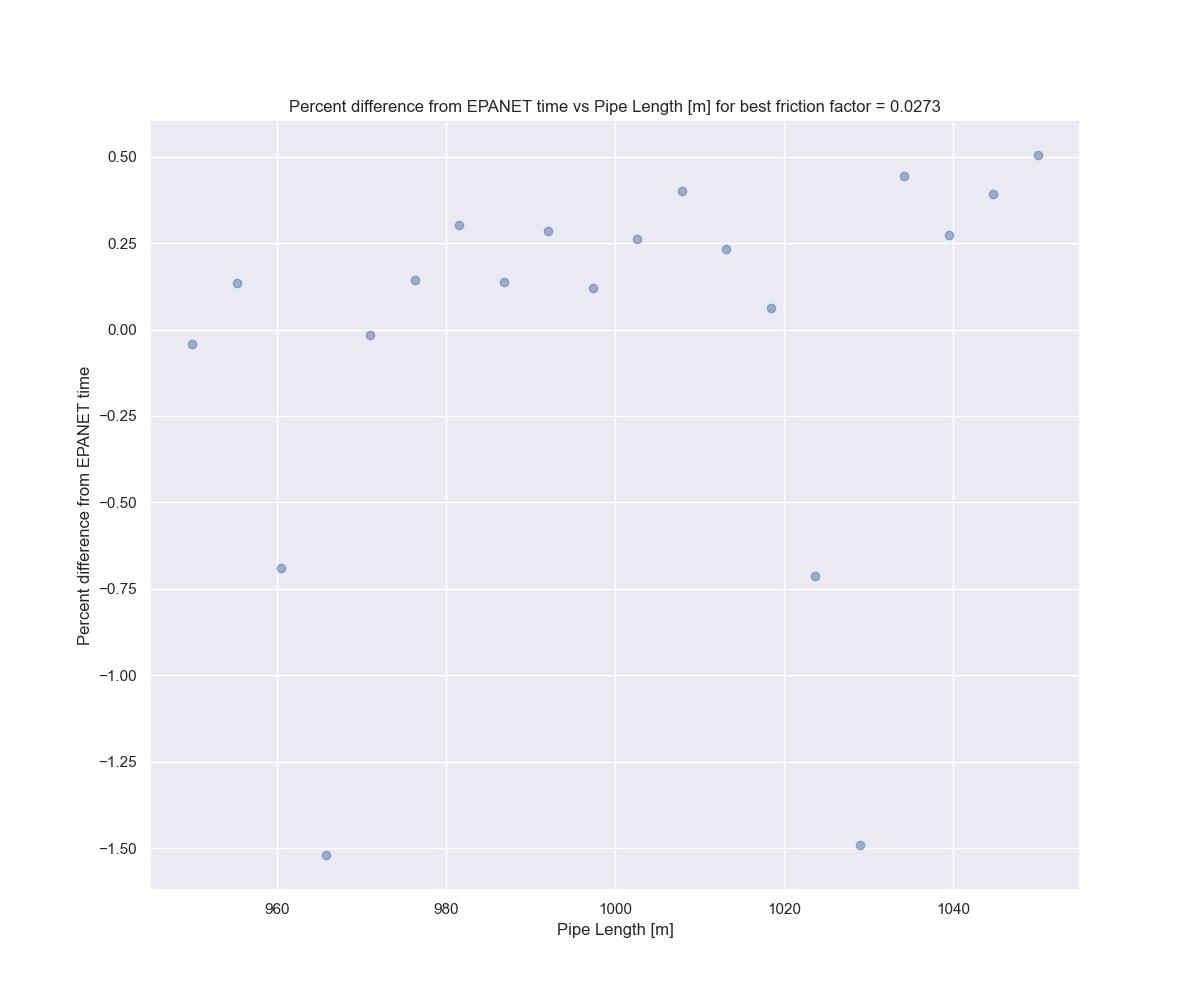 Percent difference from EPANET time vs Pipe Length [m] for best friction factor = 0.0273
0.50
0.25
0.00
−0.25
−0.50
−0.75
−1.00
−1.25
−1.50
Percent difference from EPANET time
960 980 1000 1020 1040
Pipe Length [m]